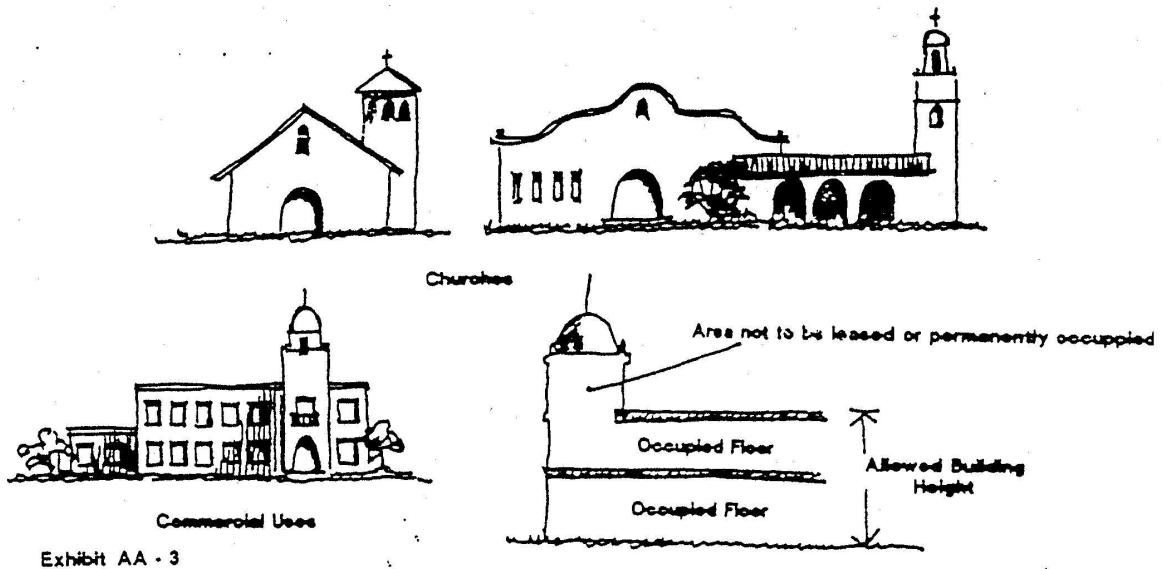 Churches
Area not to be leased or permanently occuppied
Occupied Floor
Allowed Building
Height
Occupied Floor
Commercial Uses
Exhibit AA - 3